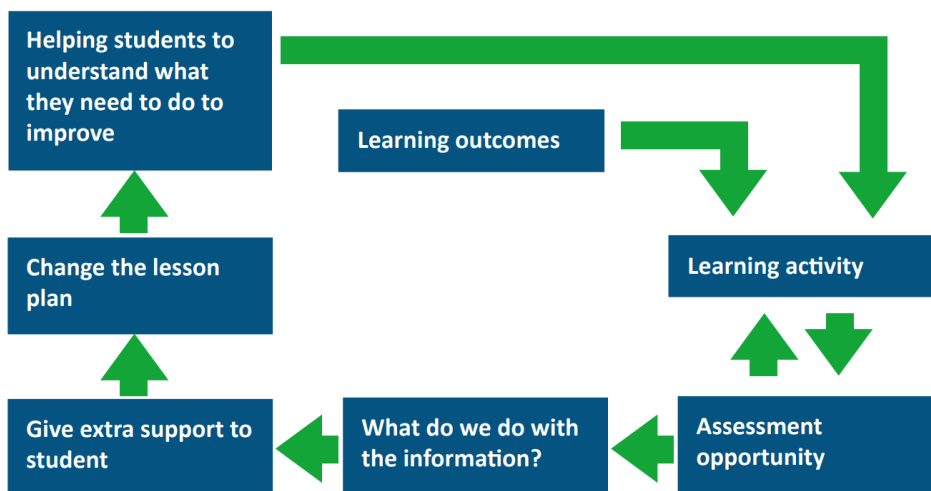 Helping students to
understand what
they need to do to
improve
Learning outcomes
Change the lesson
plan
Learning activity
Give extra support to
student
What do we do with
the information?
Assessment
opportunity